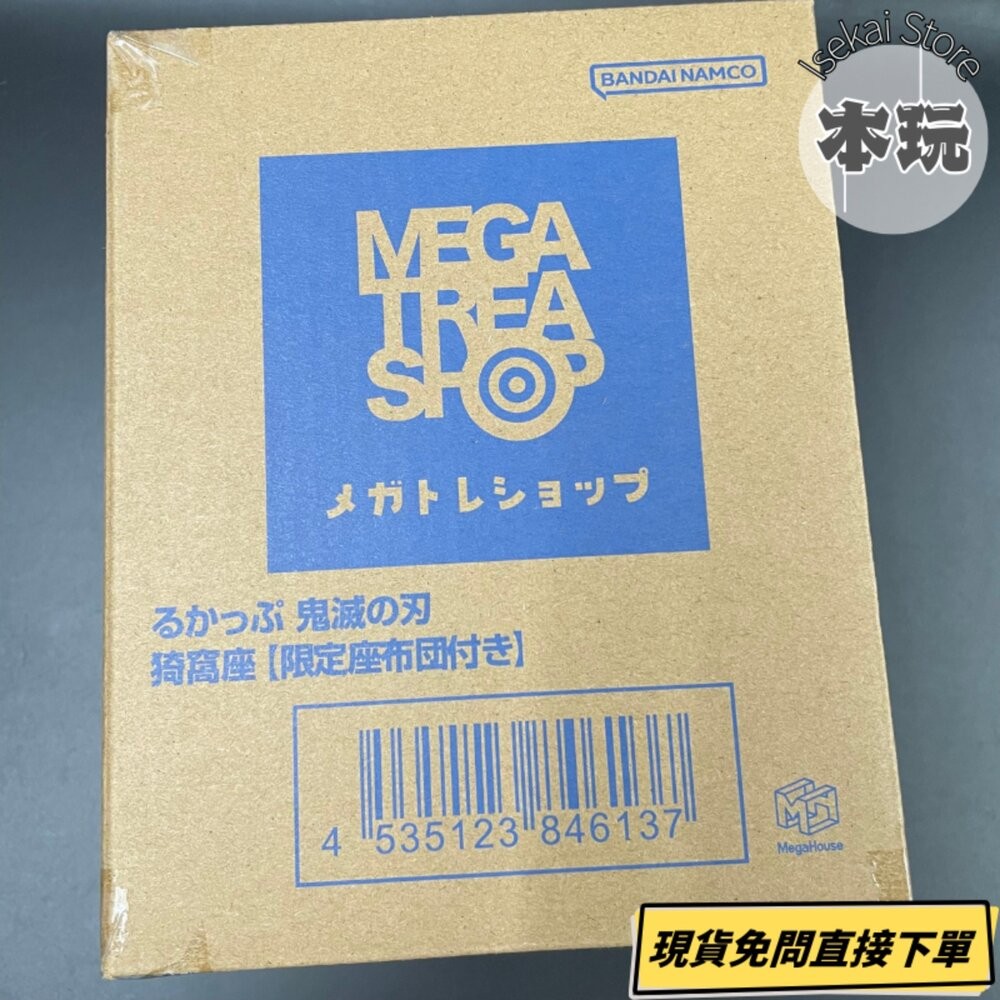 Isekai Store
本玩
BANDAI NAMCO
MEGA
TREA
SHOP
メガトレショップ
るかっぷ 鬼滅の刃
猗窩座【限定座布団付き】
4 535123 846137
MegaHouse
現貨免問直接下單